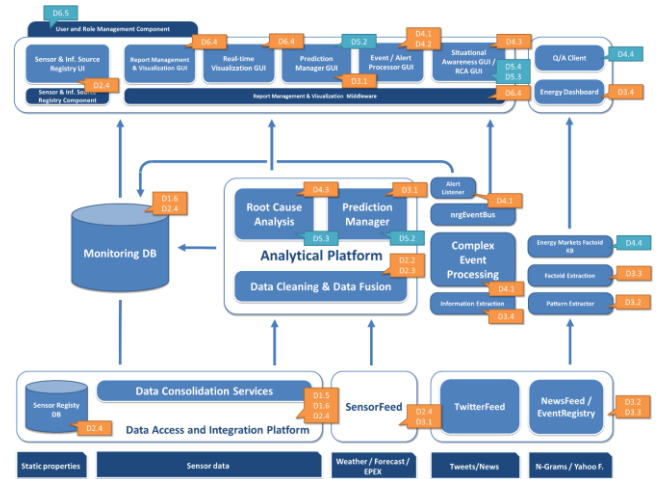 D6.5
User and Role Management Component
D6.4
D6.4
D5.2
D4.1
D4.2
D4.3
Sensor & Inf. Source
Registry UI
D2.4
Report Management
& Visualization GUI
Real-time
Visualization GUI
Prediction
Manager GUI
D3.1
Event / Alert
Processor GUI
Situational
Awareness GUI /
RCA GUI
D5.4
D5.3
Q/A Client
D4.4
Energy Dashboard
D3.4
Sensor & Inf. Source
Registry Component
Report Management & Visualization Middleware
D6.4
D1.6
D2.4
Monitoring DB
D4.3
D3.1
Root Cause
Analysis
Prediction
Manager
D5.3
D5.2
Analytical Platform
D2.2
D2.3
Data Cleaning & Data Fusion
Alert
Listener
D4.1
nrgEventBus
Complex
Event
Processing
D4.1
Information Extraction
D3.4
Energy Markets Factoid
KB
D4.4
Factoid Extraction
D3.3
Pattern Extractor
D3.2
Sensor Registy
DB
D2.4
Data Consolidation Services
D1.5
D1.6
D2.4
Data Access and Integration Platform
SensorFeed
D2.4
D3.1
TwitterFeed
NewsFeed /
EventRegistry
D3.2
D3.3
Static properties
Sensor data
Weather / Forecast /
EPEX
Tweets/News
N-Grams / Yahoo F.